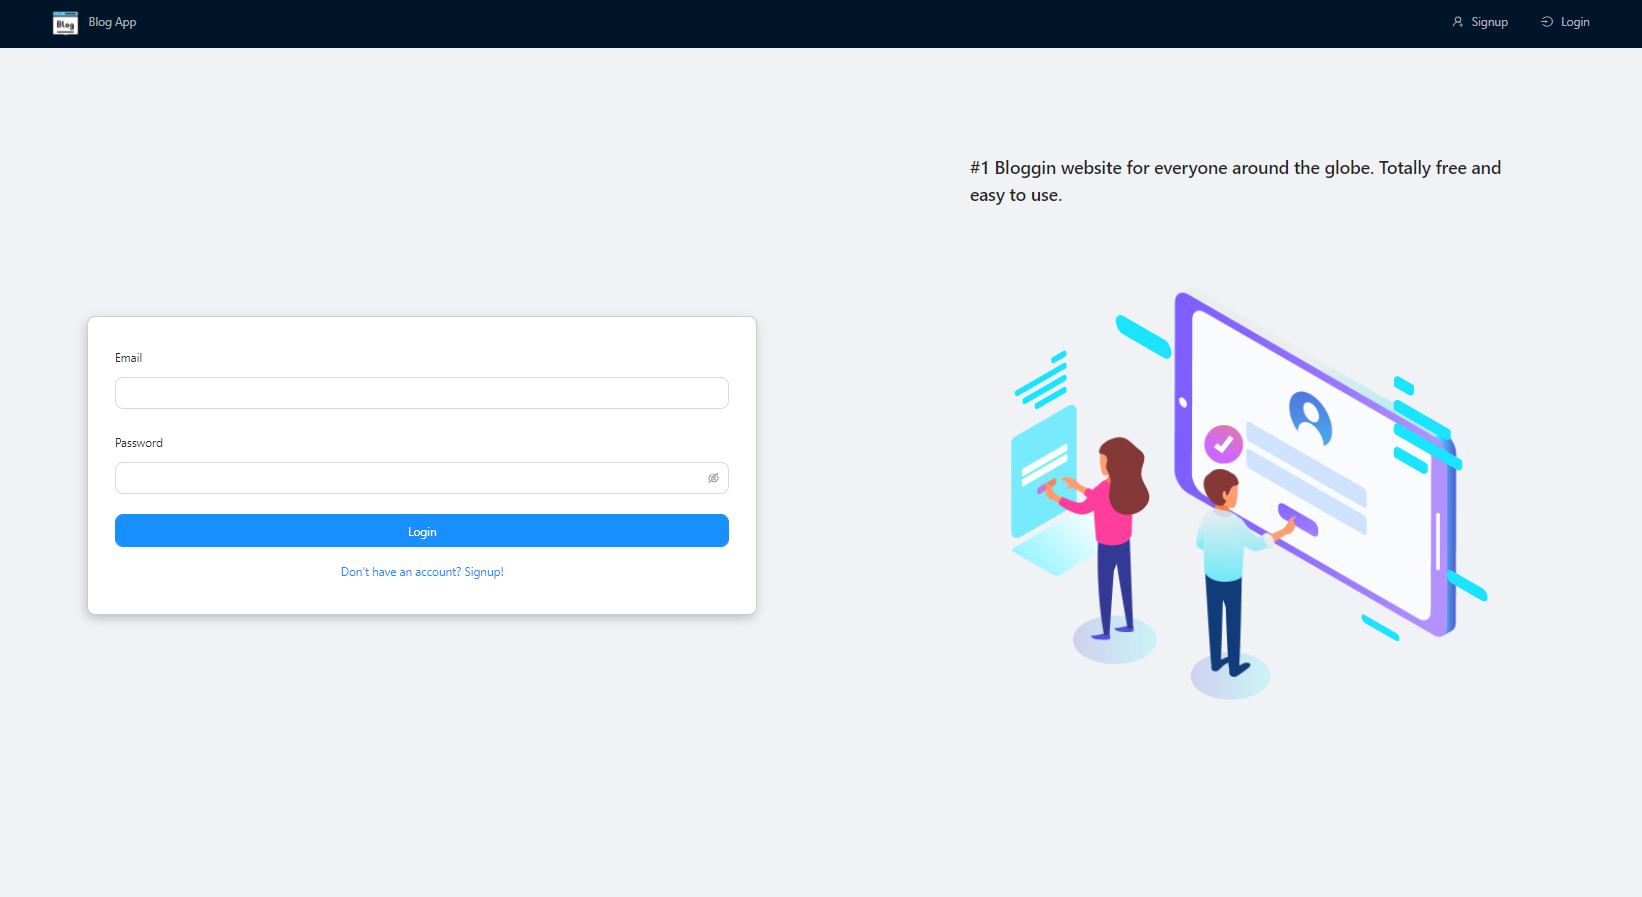 Blog
Blog App
Signup
Login
#1 Bloggin website for everyone around the globe. Totally free and
easy to use.
Email
Password
Login
Don't have an account? Signup!